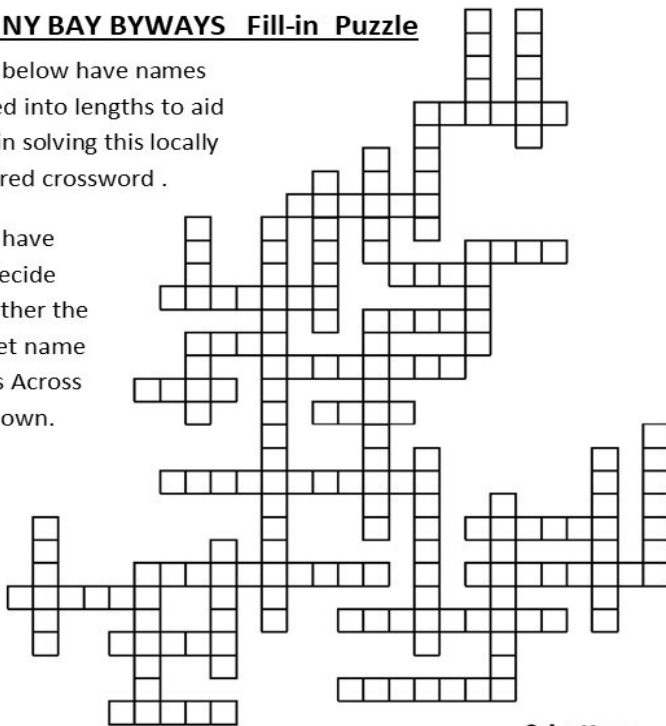 NY BAY BYWAYS Fill-in Puzzle
below have names
ed into lengths to aid
in solving this locally
red crossword .
have
ecide
ther the
et name
s Across
own.